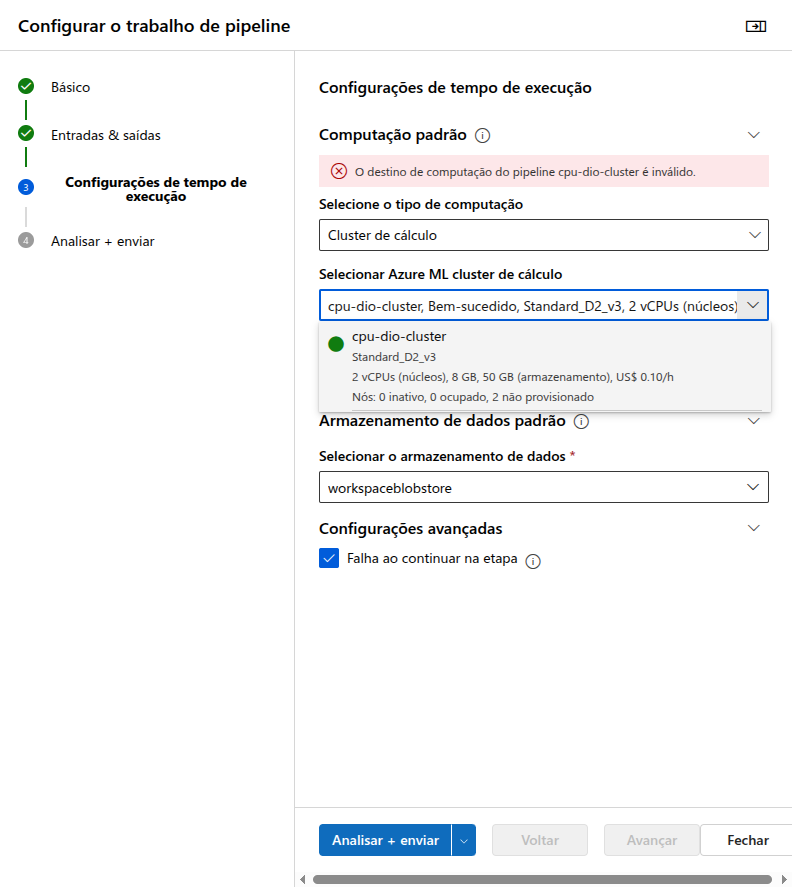 Configurar o trabalho de pipeline
Básico
Entradas & saídas
3
Configurações de tempo de
execução
4
Analisar + enviar
Configurações de tempo de execução
Computação padrão
O destino de computação do pipeline cpu-dio-cluster é inválido.
Selecione o tipo de computação
Cluster de cálculo
Selecionar Azure ML cluster de cálculo
cpu-dio-cluster, Bem-sucedido, Standard_D2_v3, 2 vCPUs (núcleos)
cpu-dio-cluster
Standard_D2_v3
2 vCPUs (núcleos), 8 GB, 50 GB (armazenamento), US$ 0.10/h
Nós: 0 inativo, 0 ocupado, 2 não provisionado
Armazenamento de dados padrão
Selecionar o armazenamento de dados *
workspaceblobstore
Configurações avançadas
Falha ao continuar na etapa
Analisar + enviar
Voltar
Avançar
Fechar